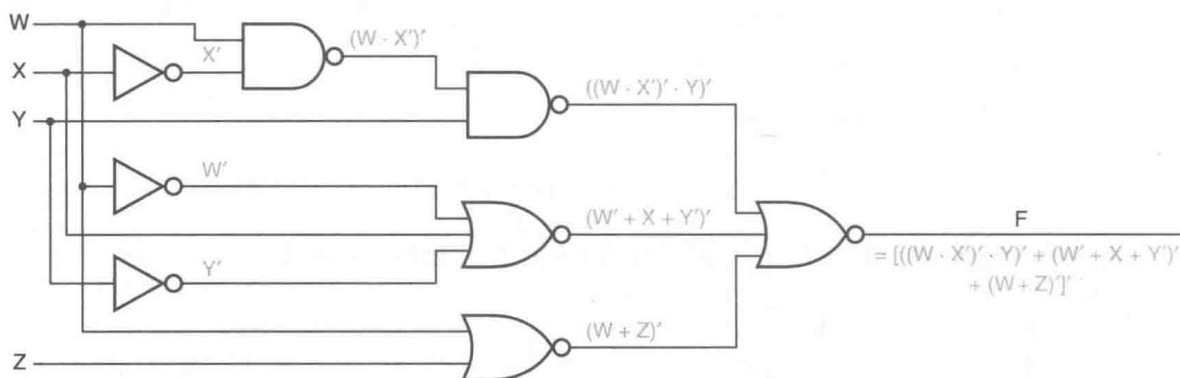 W
X
Y
Z
X'
(W · X')'
((W · X')' · Y)'
W'
(W' + X + Y')'
Y'
(W + Z)'
F
= [((W · X')' · Y)' + (W' + X + Y')'
+ (W + Z)']'